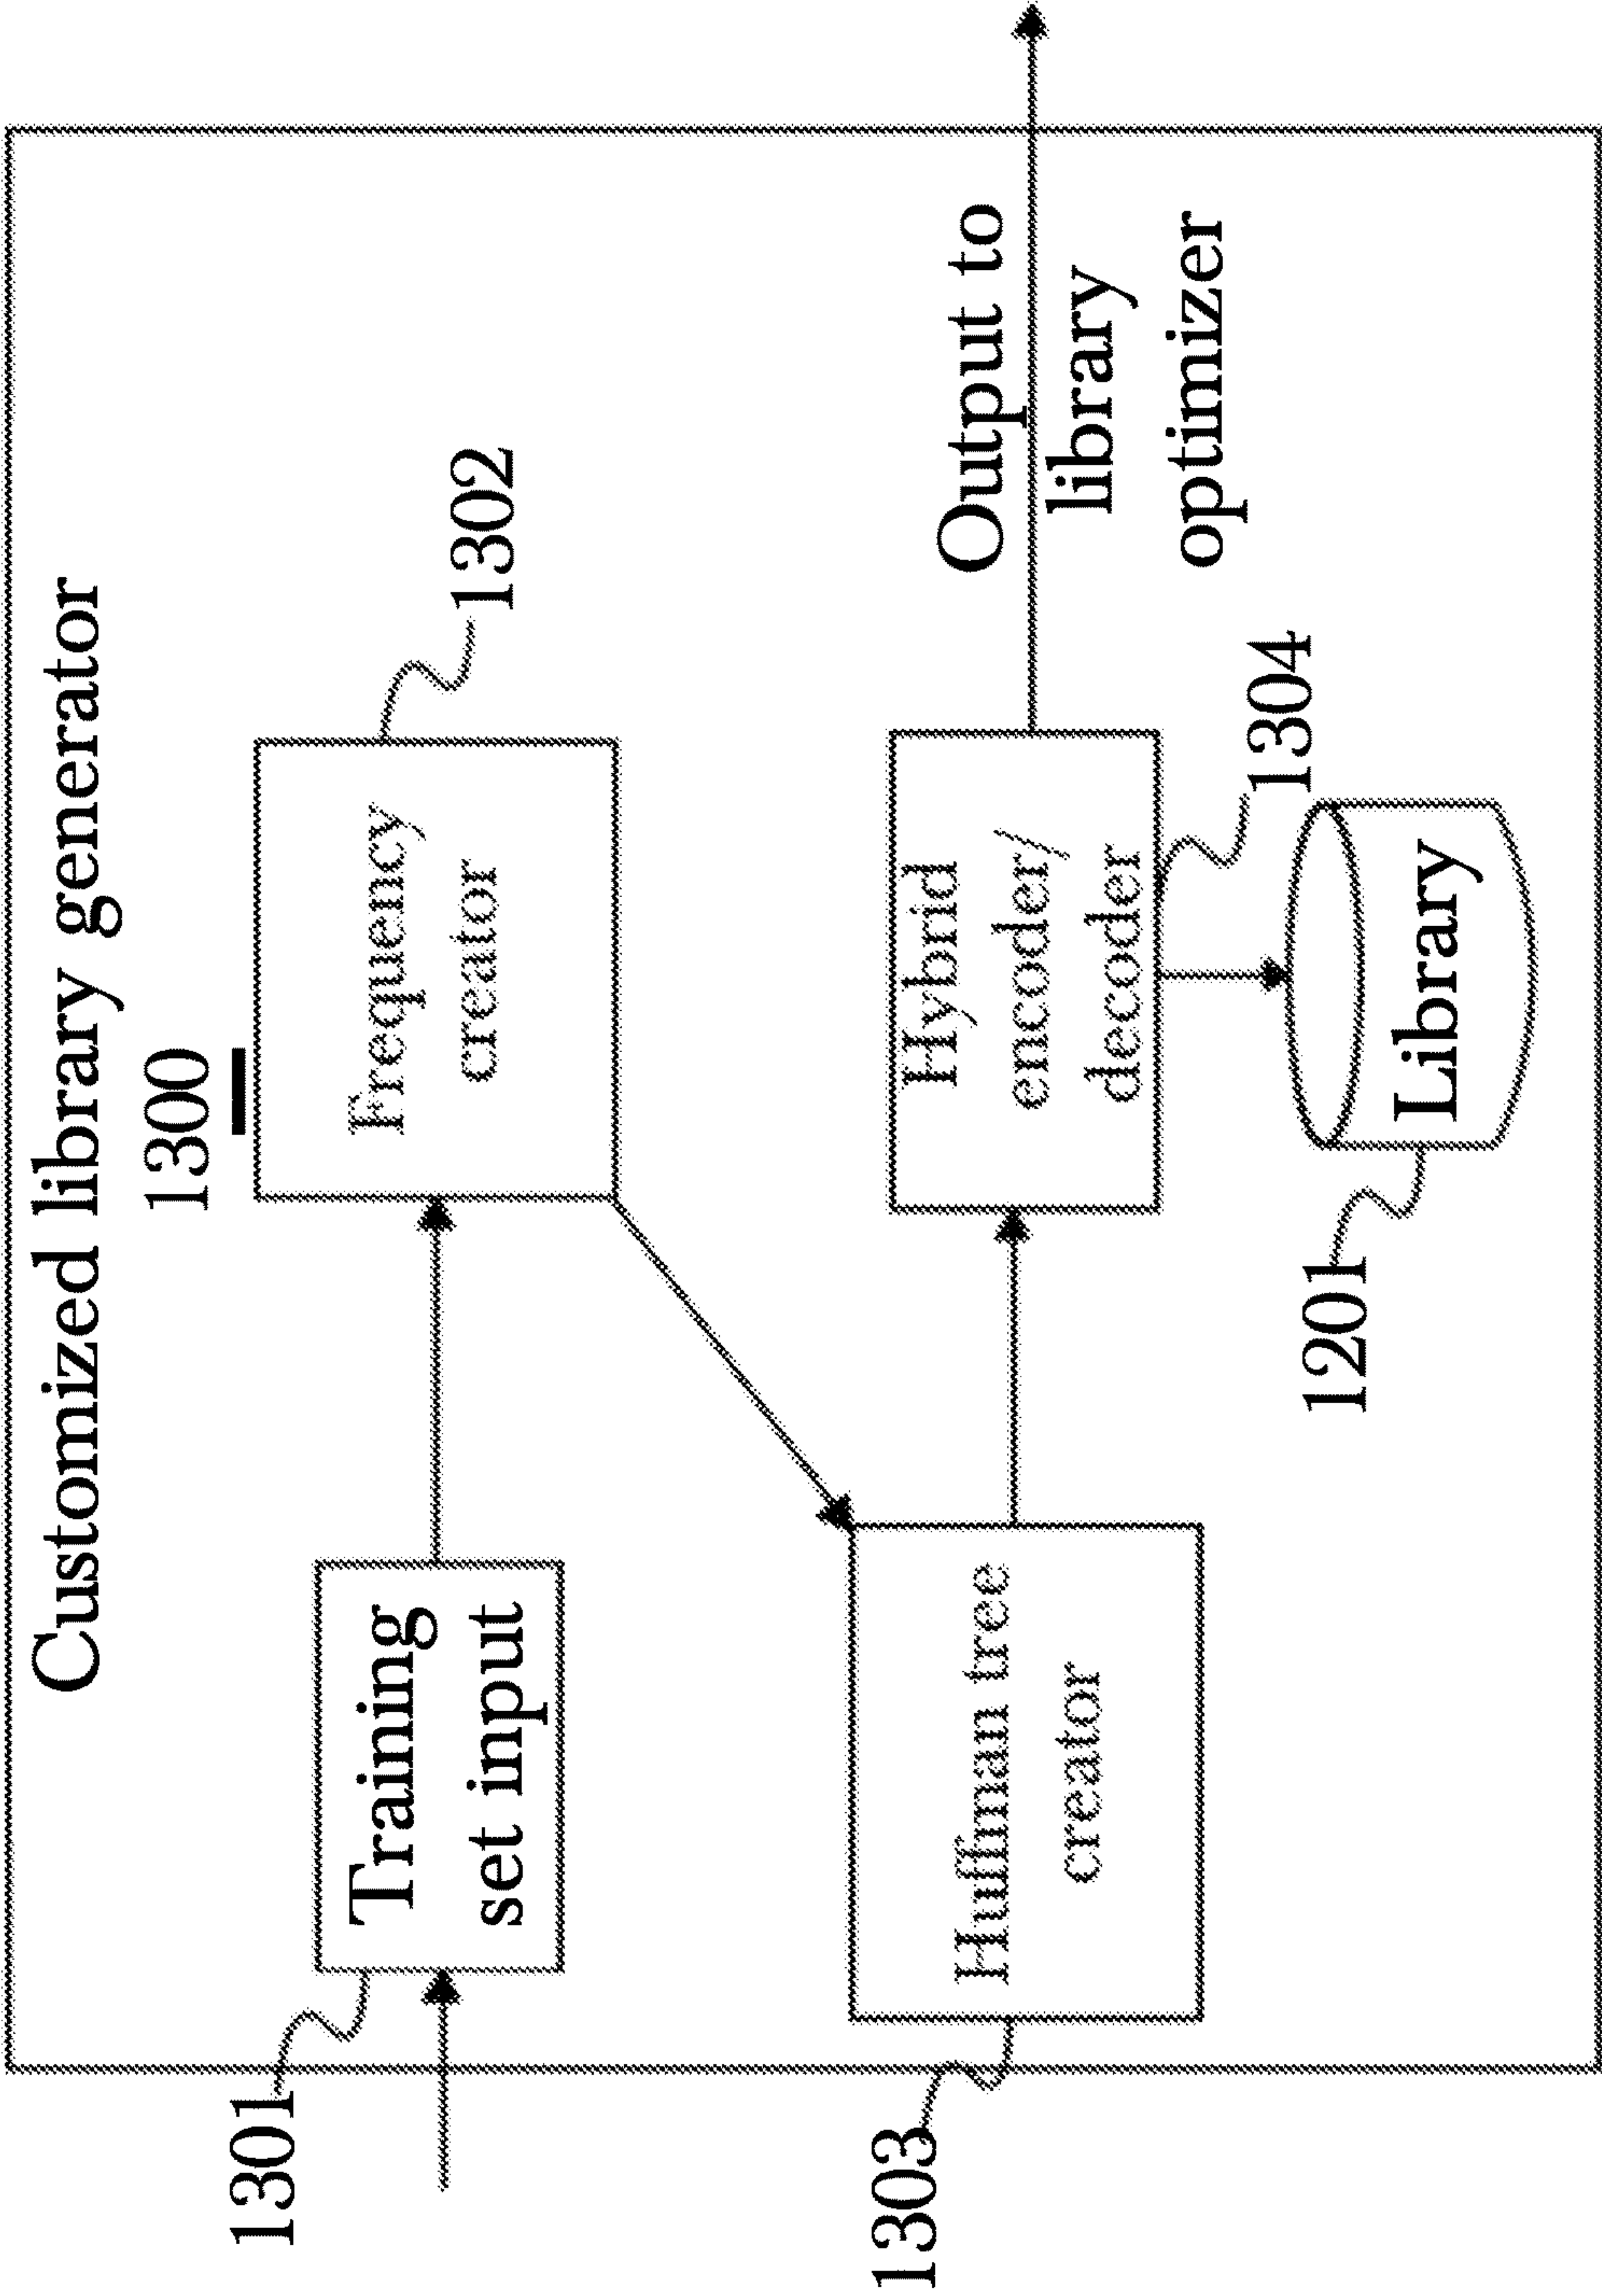 Customized library generator
1300
1301
Training
set input
Frequency
creator
1302
1303
Huffman tree
creator
Hybrid
encoder/
decoder
Output to
library
optimizer
1304
1201
Library